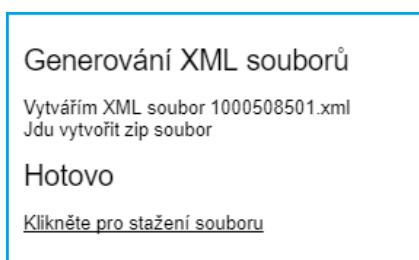 Generování XML souborů
Vytvářím XML soubor 1000508501.xml
Jdu vytvořit zip soubor
Hotovo
Klikněte pro stažení souboru